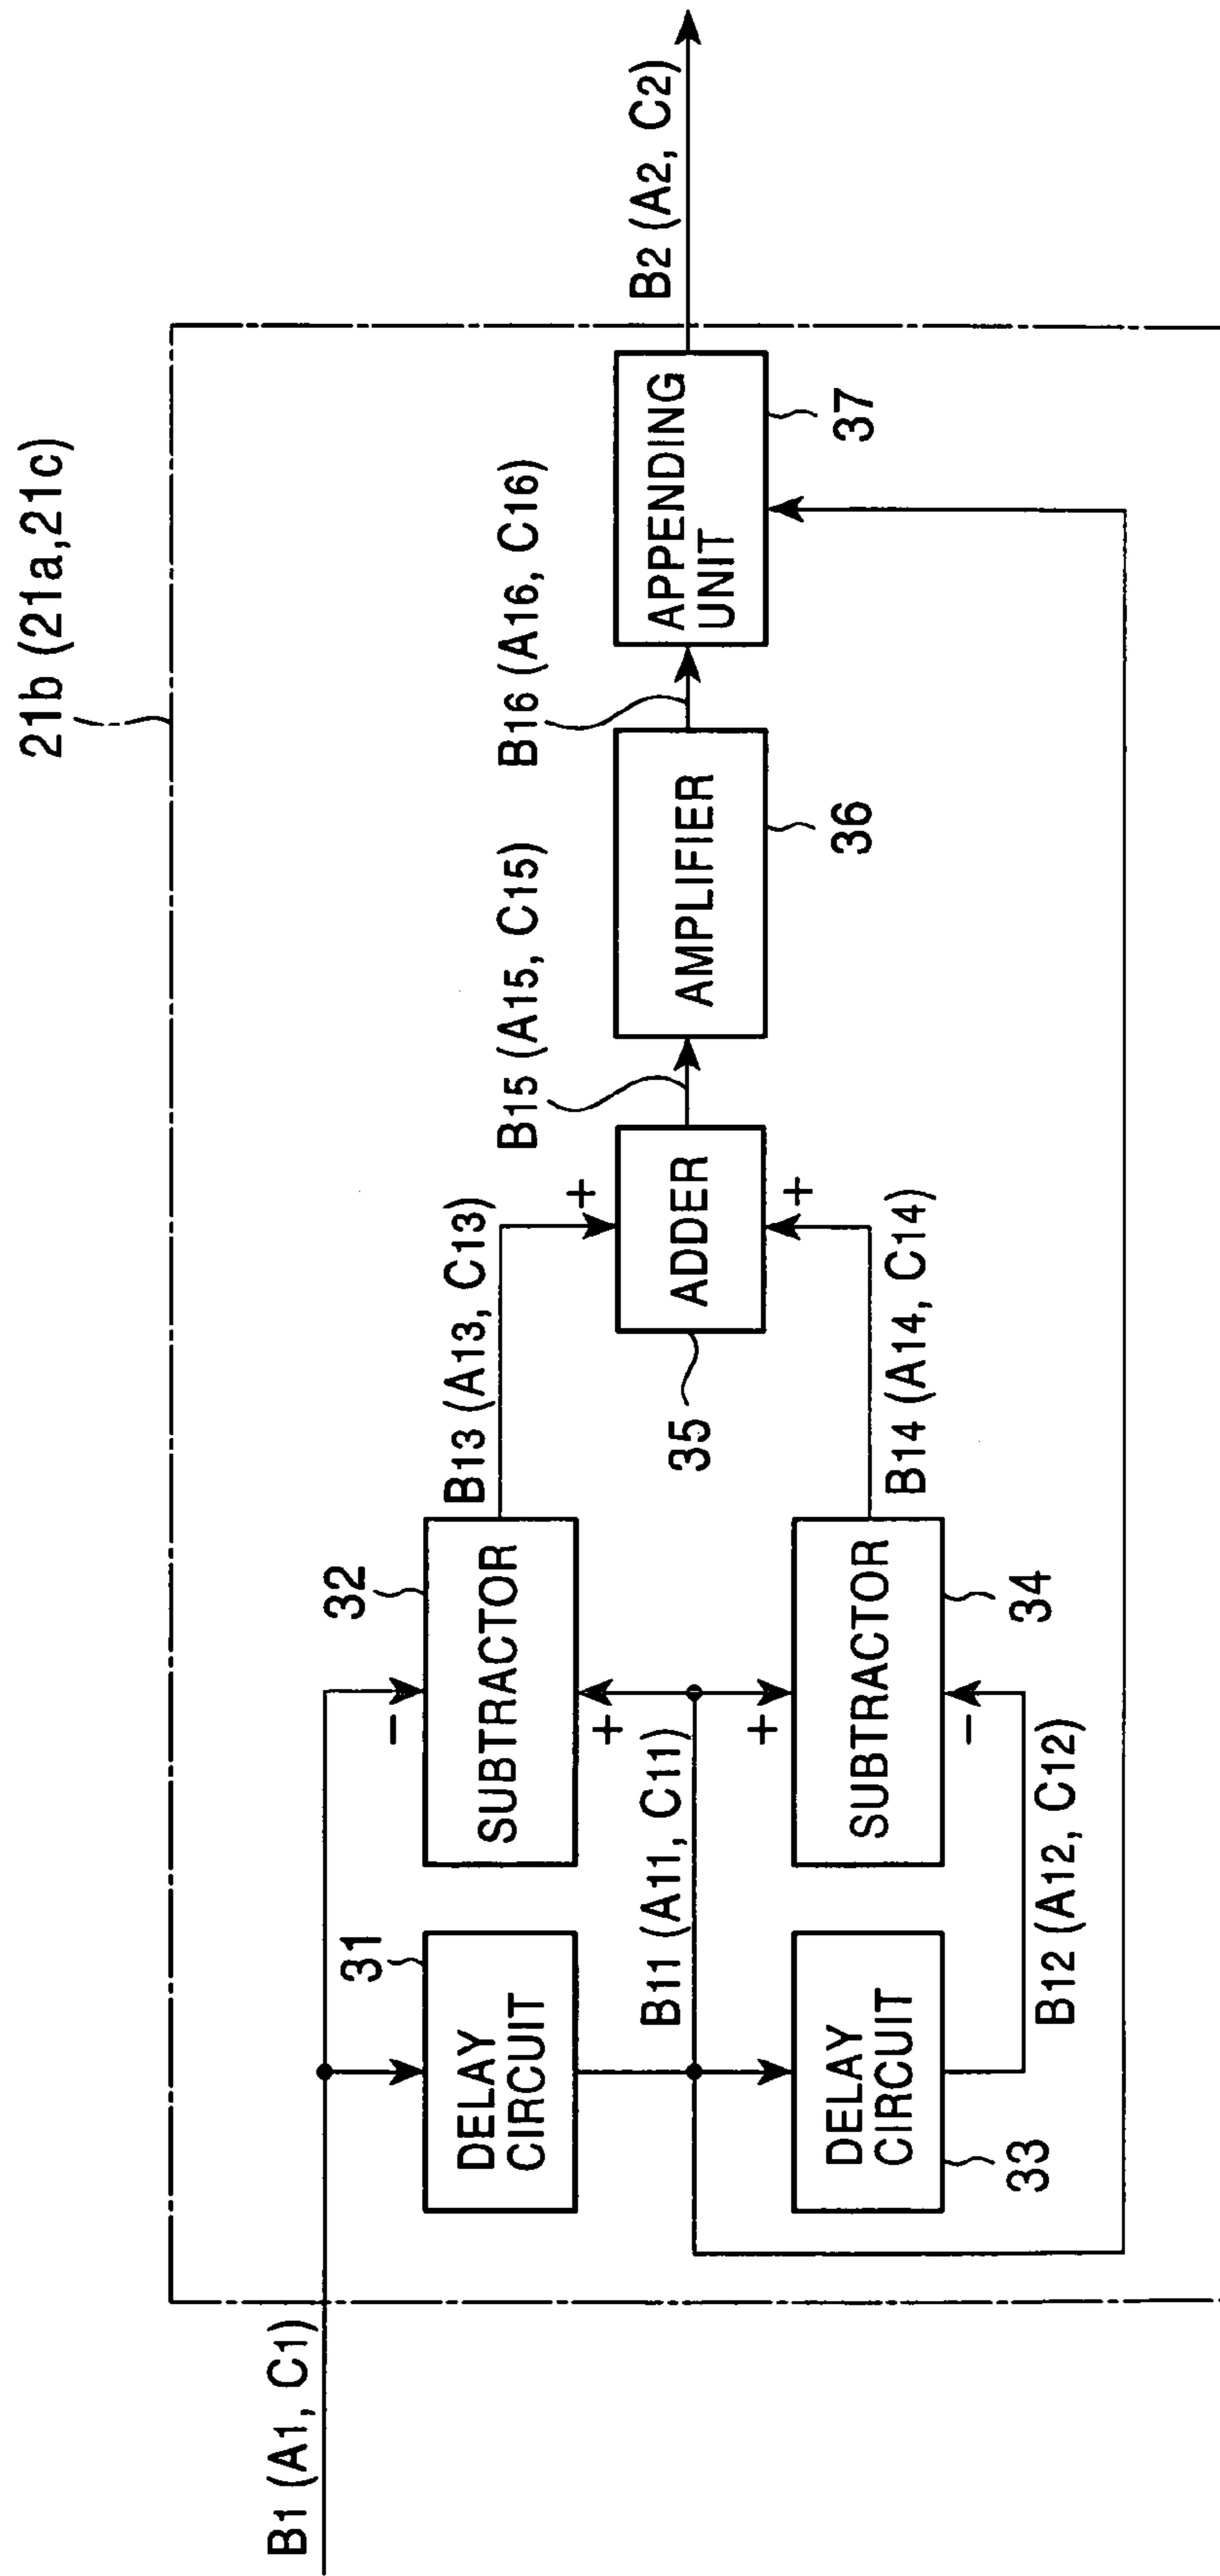 21b (21a,21c)
B1 (A1, C1)
31
DELAY
CIRCUIT
32
−
SUBTRACTOR
+
B13 (A13, C13)
B11 (A11, C11)
+
SUBTRACTOR
−
34
DELAY
CIRCUIT
33
B12 (A12, C12)
B14 (A14, C14)
+
ADDER
+
35
B15 (A15, C15)
AMPLIFIER
36
B16 (A16, C16)
APPENDING
UNIT
37
B2 (A2, C2)